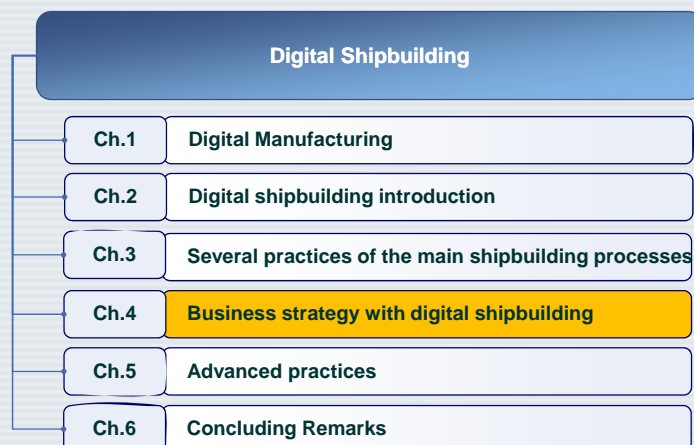 Digital Shipbuilding
Ch.1 Digital Manufacturing
Ch.2 Digital shipbuilding introduction
Ch.3 Several practices of the main shipbuilding processes
Ch.4 Business strategy with digital shipbuilding
Ch.5 Advanced practices
Ch.6 Concluding Remarks